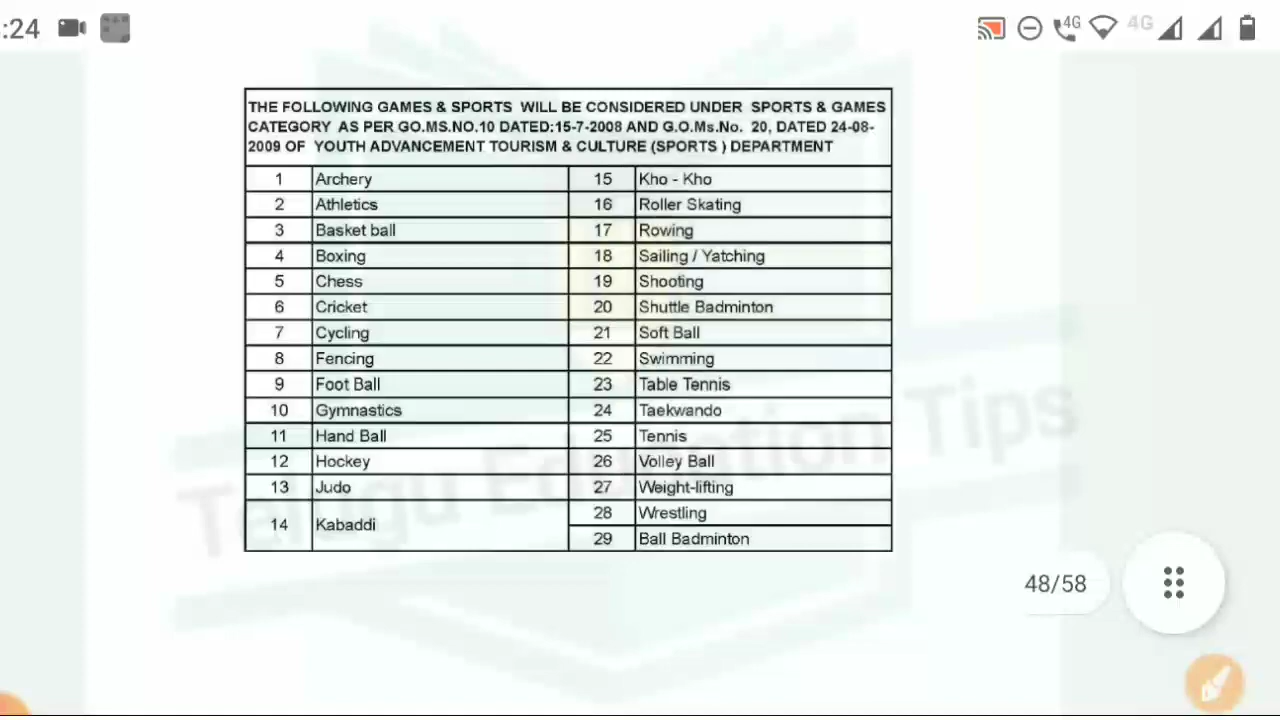 :24
4G
4G
THE FOLLOWING GAMES & SPORTS WILL BE CONSIDERED UNDER SPORTS & GAMES
CATEGORY AS PER GO.MS.NO.10 DATED:15-7-2008 AND G.O.Ms.No. 20, DATED 24-08-
2009 OF YOUTH ADVANCEMENT TOURISM & CULTURE (SPORTS ) DEPARTMENT
1 Archery 15 Kho - Kho
2 Athletics 16 Roller Skating
3 Basket ball 17 Rowing
4 Boxing 18 Sailing / Yatching
5 Chess 19 Shooting
6 Cricket 20 Shuttle Badminton
7 Cycling 21 Soft Ball
8 Fencing 22 Swimming
9 Foot Ball 23 Table Tennis
10 Gymnastics 24 Taekwando
11 Hand Ball 25 Tennis
12 Hockey 26 Volley Ball
13 Judo 27 Weight-lifting
14 Kabaddi 28 Wrestling
29 Ball Badminton
Telugu Education Tips
48/58